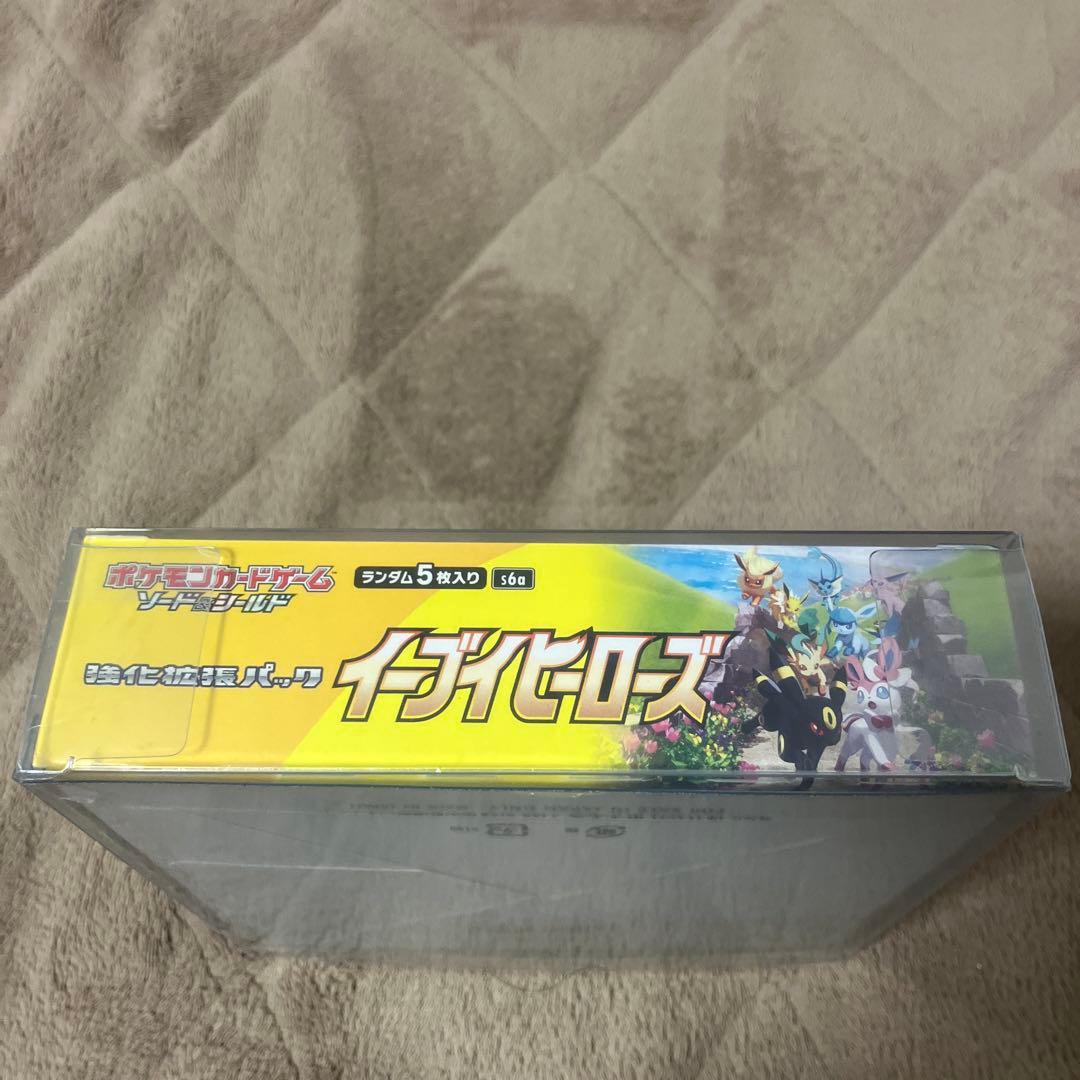 ポケモンカードゲーム
ソード&シールド
ランダム5枚入り s6a
強化拡張パック イーブイヒーローズ